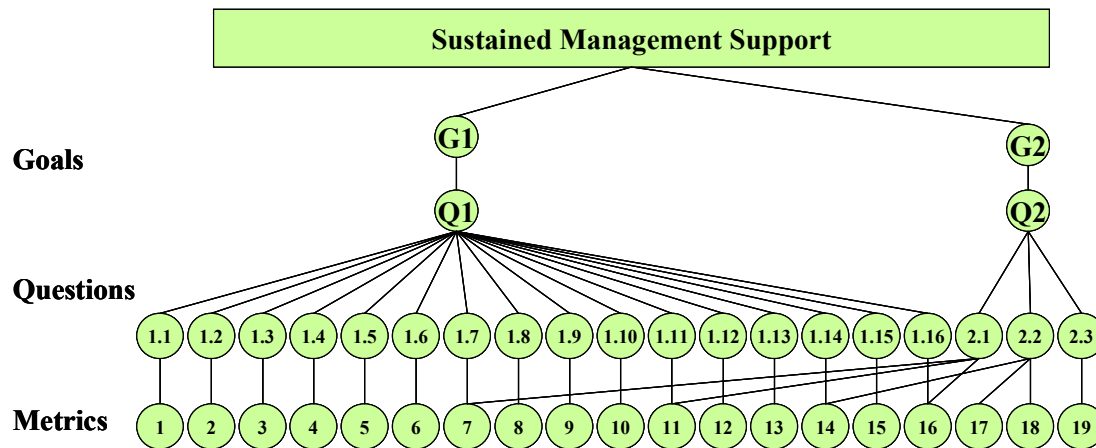 Sustained Management Support
G1
G2
Goals
Q1
Q2
Questions
1.1 1.2 1.3 1.4 1.5 1.6 1.7 1.8 1.9 1.10 1.11 1.12 1.13 1.14 1.15 1.16 2.1 2.2 2.3
Metrics
1 2 3 4 5 6 7 8 9 10 11 12 13 14 15 16 17 18 19